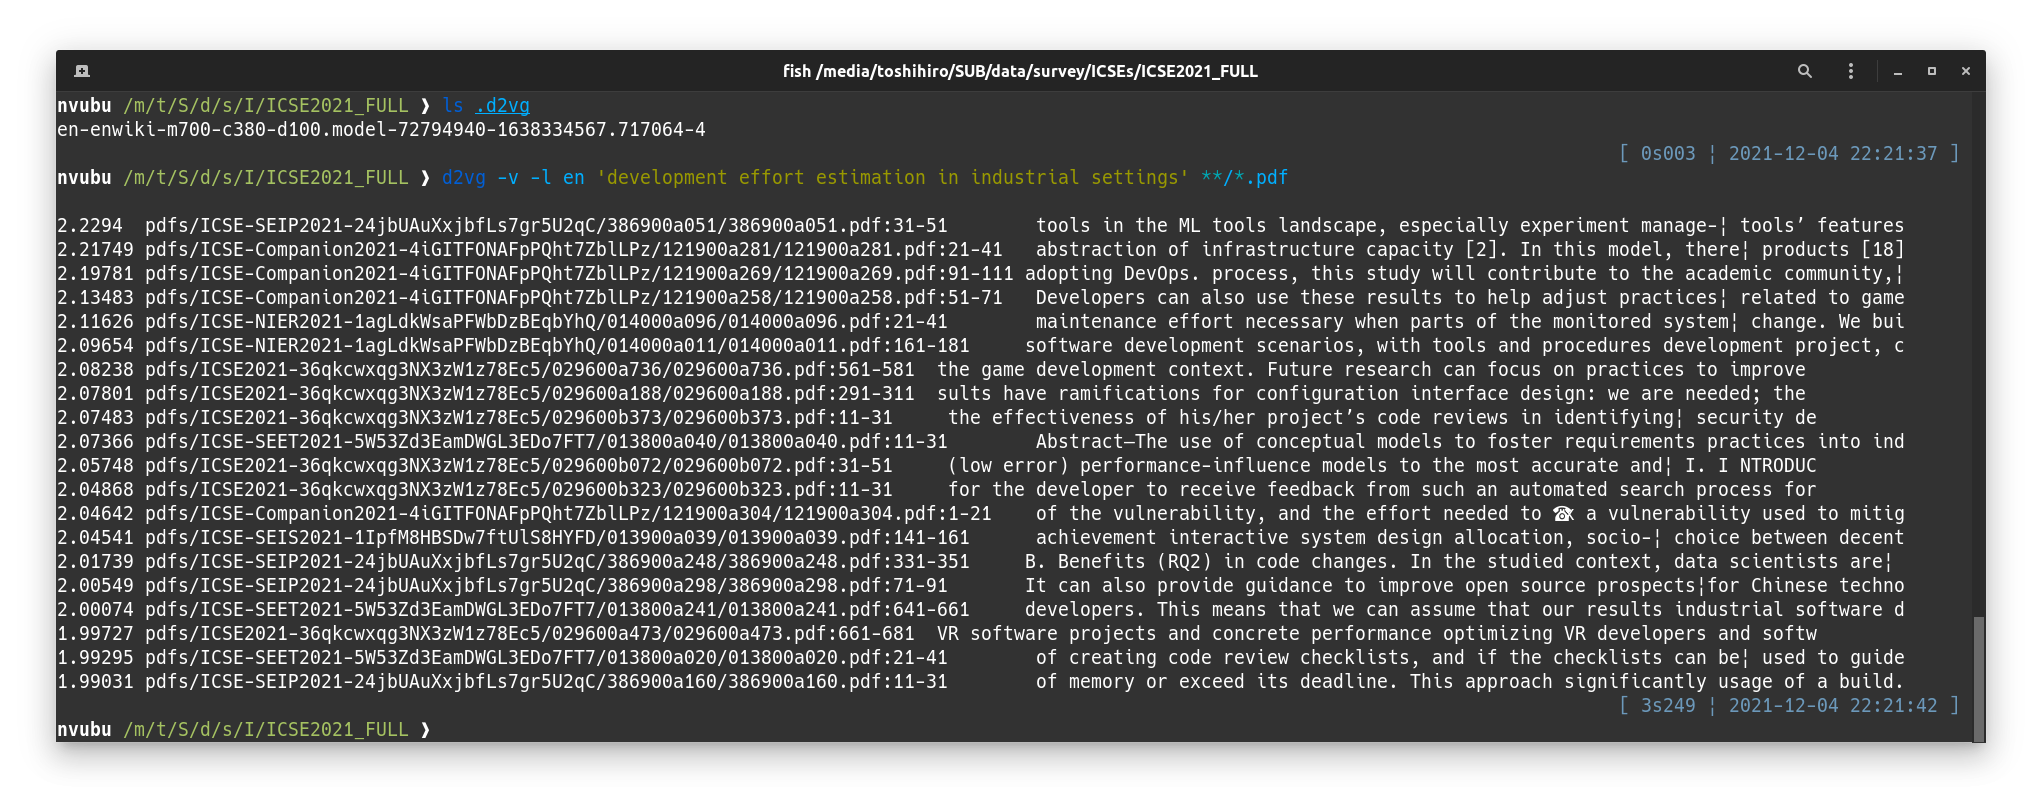 fish /media/toshihiro/SUB/data/survey/ICSEs/ICSE2021_FULL
nvubu /m/t/S/d/s/I/ICSE2021_FULL ❯ ls .d2vg
en-enwiki-m700-c380-d100.model-72794940-1638334567.717064-4
[ 0s003 ¦ 2021-12-04 22:21:37 ]
nvubu /m/t/S/d/s/I/ICSE2021_FULL ❯ d2vg -v -l en 'development effort estimation in industrial settings' **/*.pdf
2.2294 pdfs/ICSE-SEIP2021-24jbUAuXxjbfLs7gr5U2qC/386900a051/386900a051.pdf:31-51 tools in the ML tools landscape, especially experiment manage-¦ tools’ features
2.21749 pdfs/ICSE-Companion2021-4iGITFONAFpPQht7ZblLPz/121900a281/121900a281.pdf:21-41 abstraction of infrastructure capacity [2]. In this model, there¦ products [18]
2.19781 pdfs/ICSE-Companion2021-4iGITFONAFpPQht7ZblLPz/121900a269/121900a269.pdf:91-111 adopting DevOps. process, this study will contribute to the academic community,¦
2.13483 pdfs/ICSE-Companion2021-4iGITFONAFpPQht7ZblLPz/121900a258/121900a258.pdf:51-71 Developers can also use these results to help adjust practices¦ related to game
2.11626 pdfs/ICSE-NIER2021-1agLdkWsaPFWbDzBEqbYhQ/014000a096/014000a096.pdf:21-41 maintenance effort necessary when parts of the monitored system¦ change. We bui
2.09654 pdfs/ICSE-NIER2021-1agLdkWsaPFWbDzBEqbYhQ/014000a011/014000a011.pdf:161-181 software development scenarios, with tools and procedures development project, c
2.08238 pdfs/ICSE2021-36qkcwxqg3NX3zW1z78Ec5/029600a736/029600a736.pdf:561-581 the game development context. Future research can focus on practices to improve
2.07801 pdfs/ICSE2021-36qkcwxqg3NX3zW1z78Ec5/029600a188/029600a188.pdf:291-311 sults have ramifications for configuration interface design: we are needed; the
2.07483 pdfs/ICSE2021-36qkcwxqg3NX3zW1z78Ec5/029600b373/029600b373.pdf:11-31 the effectiveness of his/her project’s code reviews in identifying¦ security de
2.07366 pdfs/ICSE-SEET2021-5W53Zd3EamDWGL3EDo7FT7/013800a040/013800a040.pdf:11-31 Abstract—The use of conceptual models to foster requirements practices into ind
2.05748 pdfs/ICSE2021-36qkcwxqg3NX3zW1z78Ec5/029600b072/029600b072.pdf:31-51 (low error) performance-influence models to the most accurate and¦ I. I NTRODUC
2.04868 pdfs/ICSE2021-36qkcwxqg3NX3zW1z78Ec5/029600b323/029600b323.pdf:11-31 for the developer to receive feedback from such an automated search process for
2.04642 pdfs/ICSE-Companion2021-4iGITFONAFpPQht7ZblLPz/121900a304/121900a304.pdf:1-21 of the vulnerability, and the effort needed to ☎x a vulnerability used to mitig
2.04541 pdfs/ICSE-SEIS2021-1IpfM8HBSDw7ftUlS8HYFD/013900a039/013900a039.pdf:141-161 achievement interactive system design allocation, socio-¦ choice between decent
2.01739 pdfs/ICSE-SEIP2021-24jbUAuXxjbfLs7gr5U2qC/386900a248/386900a248.pdf:331-351 B. Benefits (RQ2) in code changes. In the studied context, data scientists are¦
2.00549 pdfs/ICSE-SEIP2021-24jbUAuXxjbfLs7gr5U2qC/386900a298/386900a298.pdf:71-91 It can also provide guidance to improve open source prospects¦for Chinese techno
2.00074 pdfs/ICSE-SEET2021-5W53Zd3EamDWGL3EDo7FT7/013800a241/013800a241.pdf:641-661 developers. This means that we can assume that our results industrial software d
1.99727 pdfs/ICSE2021-36qkcwxqg3NX3zW1z78Ec5/029600a473/029600a473.pdf:661-681 VR software projects and concrete performance optimizing VR developers and softw
1.99295 pdfs/ICSE-SEET2021-5W53Zd3EamDWGL3EDo7FT7/013800a020/013800a020.pdf:21-41 of creating code review checklists, and if the checklists can be¦ used to guide
1.99031 pdfs/ICSE-SEIP2021-24jbUAuXxjbfLs7gr5U2qC/386900a160/386900a160.pdf:11-31 of memory or exceed its deadline. This approach significantly usage of a build.
[ 3s249 ¦ 2021-12-04 22:21:42 ]
nvubu /m/t/S/d/s/I/ICSE2021_FULL ❯